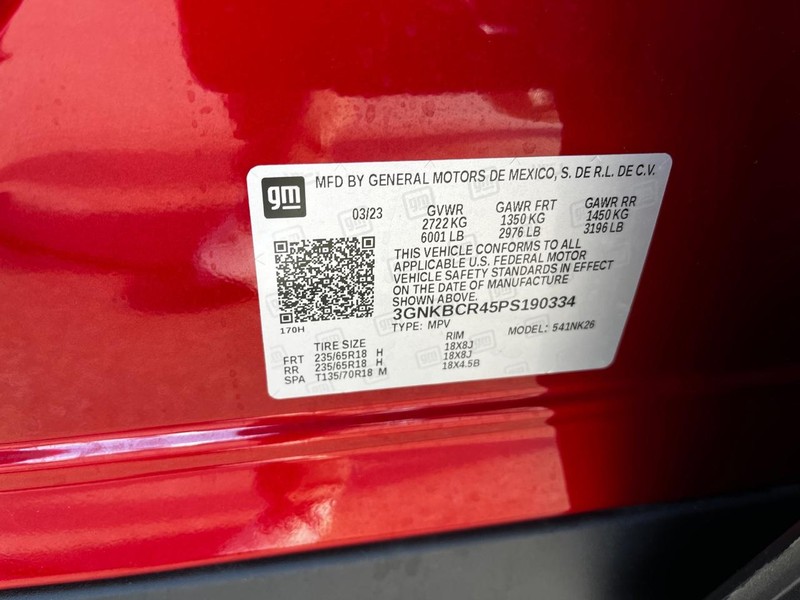 gm MFD BY GENERAL MOTORS DE MEXICO, S. DE R.L. DE C.V.
03/23 GVWR GAWR FRT GAWR RR
2722 KG 1350 KG 1450 KG
6001 LB 2976 LB 3196 LB
THIS VEHICLE CONFORMS TO ALL
APPLICABLE U.S. FEDERAL MOTOR
VEHICLE SAFETY STANDARDS IN EFFECT
ON THE DATE OF MANUFACTURE
SHOWN ABOVE.
3GNKBCR45PS190334
170H TYPE: MPV MODEL: 541NK26
TIRE SIZE RIM
FRT 235/65R18 H 18X8J
RR 235/65R18 H 18X8J
SPA T135/70R18 M 18X4.5B